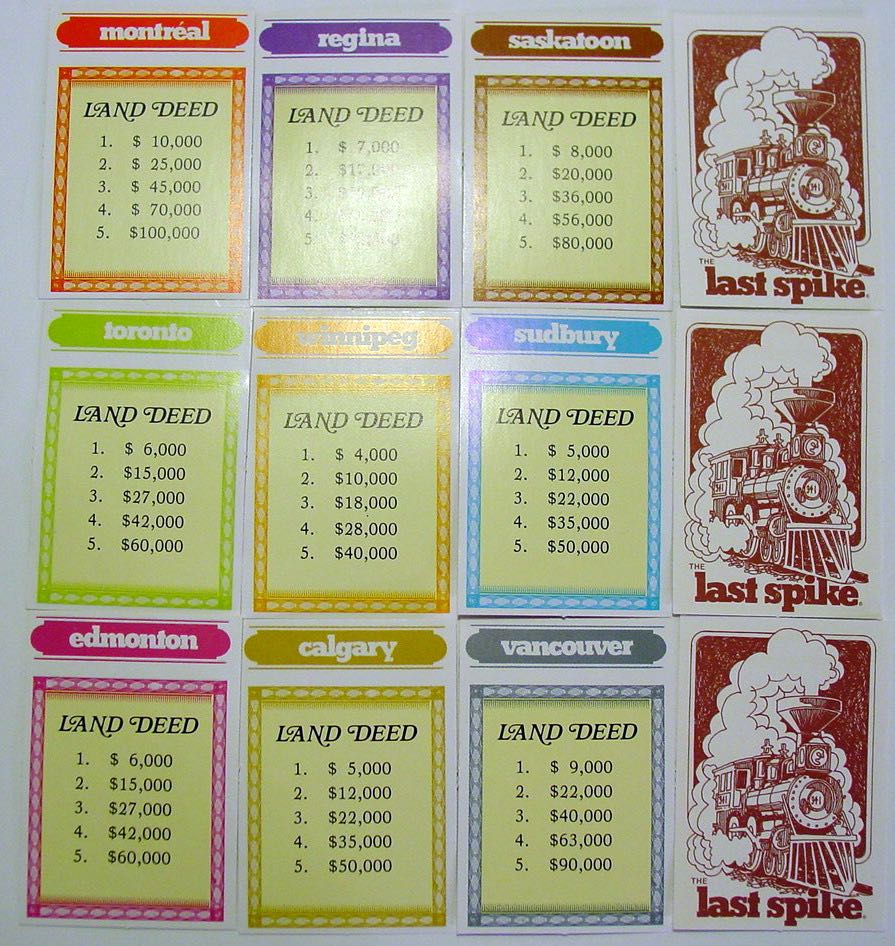 montréal
LAND DEED
1. $ 10,000
2. $ 25,000
3. $ 45,000
4. $ 70,000
5. $100,000
regina
LAND DEED
1. $ 7,000
2.
3.
4.
5.
saskatoon
LAND DEED
1. $ 8,000
2. $20,000
3. $36,000
4. $56,000
5. $80,000
THE
last spike
toronto
LAND DEED
1. $ 6,000
2. $15,000
3. $27,000
4. $42,000
5. $60,000
winnipeg
LAND DEED
1. $ 4,000
2. $10,000
3. $18,000
4. $28,000
5. $40,000
sudbury
LAND DEED
1. $ 5,000
2. $12,000
3. $22,000
4. $35,000
5. $50,000
THE
last spike
edmonton
LAND DEED
1. $ 6,000
2. $15,000
3. $27,000
4. $42,000
5. $60,000
calgary
LAND DEED
1. $ 5,000
2. $12,000
3. $22,000
4. $35,000
5. $50,000
vancouver
LAND DEED
1. $ 9,000
2. $22,000
3. $40,000
4. $63,000
5. $90,000
THE
last spike